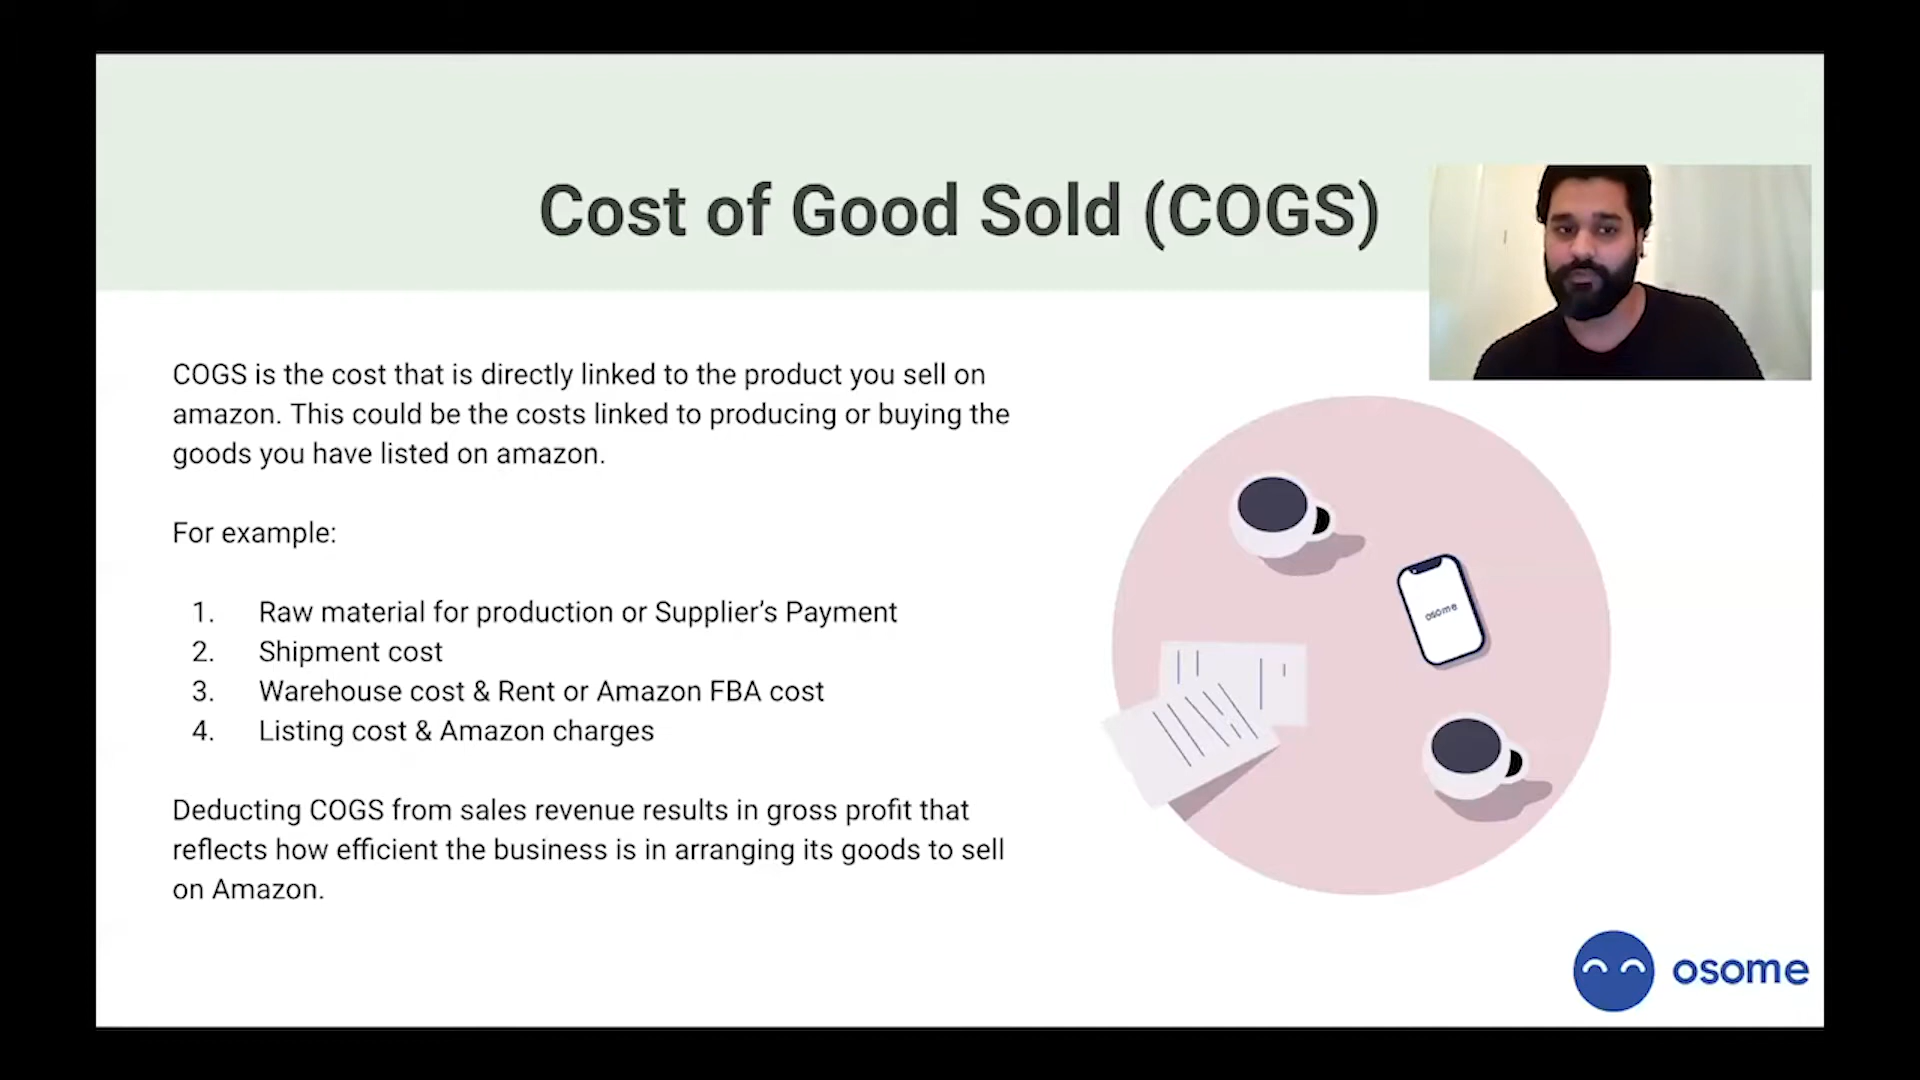 Cost of Good Sold (COGS)
COGS is the cost that is directly linked to the product you sell on
amazon. This could be the costs linked to producing or buying the
goods you have listed on amazon.
For example:
1. Raw material for production or Supplier’s Payment
2. Shipment cost
3. Warehouse cost & Rent or Amazon FBA cost
4. Listing cost & Amazon charges
Deducting COGS from sales revenue results in gross profit that
reflects how efficient the business is in arranging its goods to sell
on Amazon.
osome
osome